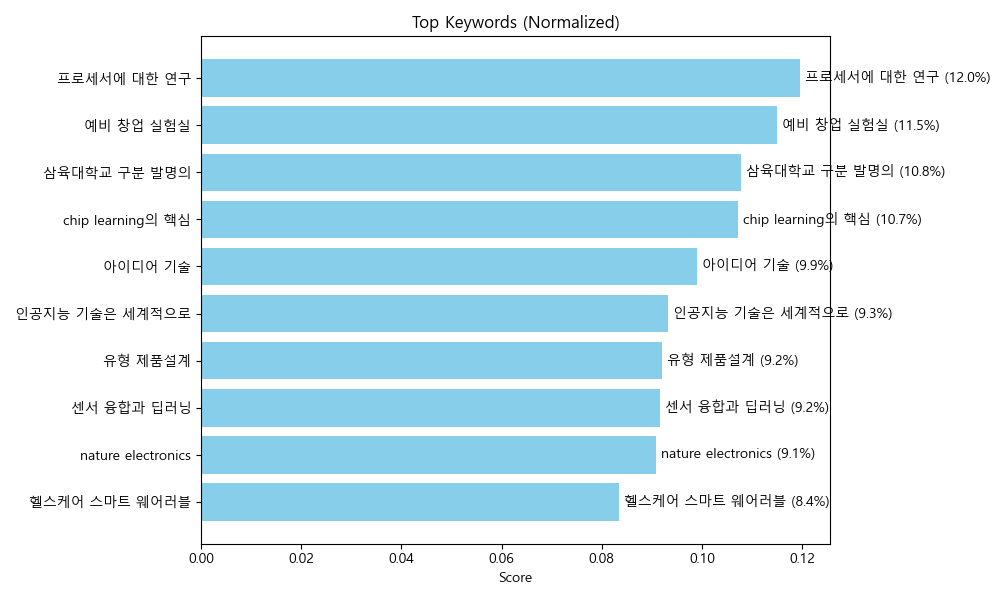 Top Keywords (Normalized)
프로세서에 대한 연구 프로세서에 대한 연구 (12.0%)
예비 창업 실험실 예비 창업 실험실 (11.5%)
삼육대학교 구분 발명의 삼육대학교 구분 발명의 (10.8%)
chip learning의 핵심 chip learning의 핵심 (10.7%)
아이디어 기술 아이디어 기술 (9.9%)
인공지능 기술은 세계적으로 인공지능 기술은 세계적으로 (9.3%)
유형 제품설계 유형 제품설계 (9.2%)
센서 융합과 딥러닝 센서 융합과 딥러닝 (9.2%)
nature electronics nature electronics (9.1%)
헬스케어 스마트 웨어러블 헬스케어 스마트 웨어러블 (8.4%)
0.00 0.02 0.04 0.06 0.08 0.10 0.12
Score